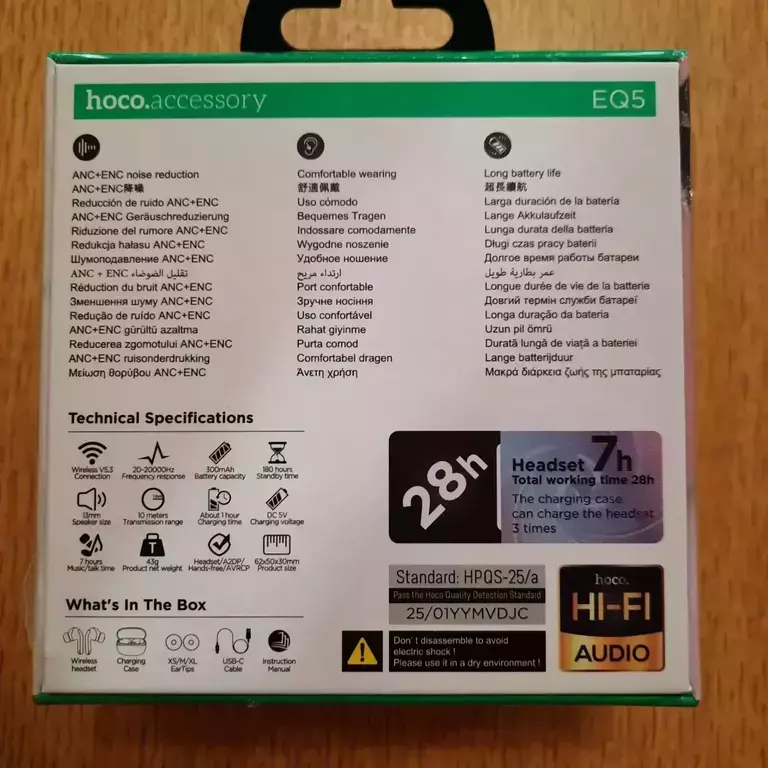 hoco.accessory
EQ5
ANC+ENC noise reduction
ANC+ENC降噪
Reducción de ruido ANC+ENC
ANC+ENC Geräuschreduzierung
Riduzione del rumore ANC+ENC
Redukcja hałasu ANC+ENC
Шумоподавление ANC+ENC
تقليل الضوضاء ANC + ENC
Réduction du bruit ANC+ENC
Зменшення шуму ANC+ENC
Redução de ruído ANC+ENC
ANC+ENC gürültü azaltma
Reducerea zgomotului ANC+ENC
ANC+ENC ruisonderdrukking
Μείωση θορύβου ANC+ENC
Comfortable wearing
舒適佩戴
Uso cómodo
Bequemes Tragen
Indossare comodamente
Wygodne noszenie
Удобное ношение
ارتداء مريح
Port confortable
Зручне носіння
Uso confortável
Rahat giyinme
Purta comod
Comfortabel dragen
Άνετη χρήση
Long battery life
超長續航
Larga duración de la batería
Lange Akkulaufzeit
Lunga durata della batteria
Długi czas pracy baterii
Долгое время работы батареи
عمر بطارية طويل
Longue durée de vie de la batterie
Довгий термін служби батареї
Longa duração da bateria
Uzun pil ömrü
Durată lungă de viață a bateriei
Lange batterijduur
Μακρά διάρκεια ζωής της μπαταρίας
Technical Specifications
Wireless V5.3
Connection
20-20000Hz
Frequency response
300mAh
Battery capacity
180 hours
Standby time
13mm
Speaker size
10 meters
Transmission range
About 1 hour
Charging time
DC 5V
Charging voltage
7 hours
Music/talk time
43g
Product net weight
Headset/A2DP/
Hands-free/AVRCP
62x50x30mm
Product size
28h
Headset 7h
Total working time 28h
The charging case
can charge the headset
3 times
What's In The Box
Wireless
headset
Charging
Case
XS/M/XL
EarTips
USB-C
Cable
Instruction
Manual
Standard: HPQS-25/a
Pass the Hoco Quality Detection Standard
25/01YYMVDJC
Don' t disassemble to avoid
electric shock !
Please use it in a dry environment !
hoco.
HI-FI
AUDIO